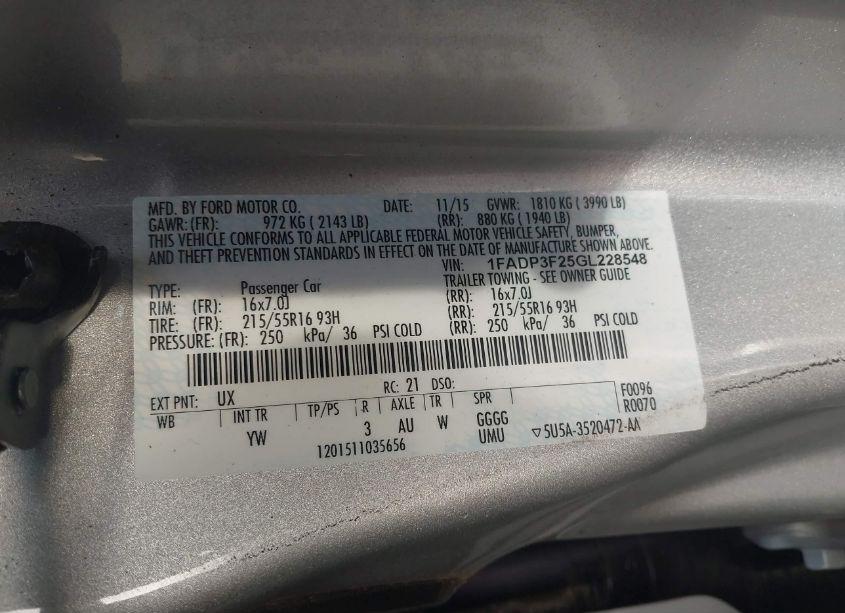 MFD. BY FORD MOTOR CO. DATE: 11/15 GVWR: 1810 KG ( 3990 LB)
GAWR: (FR): 972 KG ( 2143 LB) (RR): 880 KG ( 1940 LB)
THIS VEHICLE CONFORMS TO ALL APPLICABLE FEDERAL MOTOR VEHICLE SAFETY, BUMPER,
AND THEFT PREVENTION STANDARDS IN EFFECT ON THE DATE OF MANUFACTURE SHOWN ABOVE.
VIN: 1FADP3F25GL228548
TYPE: Passenger Car TRAILER TOWING - SEE OWNER GUIDE
RIM: (FR): 16x7.0J (RR): 16x7.0J
TIRE: (FR): 215/55R16 93H (RR): 215/55R16 93H
PRESSURE: (FR): 250 kPa/ 36 PSI COLD (RR): 250 kPa/ 36 PSI COLD
EXT PNT: UX RC: 21 DSO: F0096
WB INT TR TP/PS R AXLE TR SPR R0070
YW 3 AU W GGGG
1201511035656 UMU ▽5U5A-3520472-AA